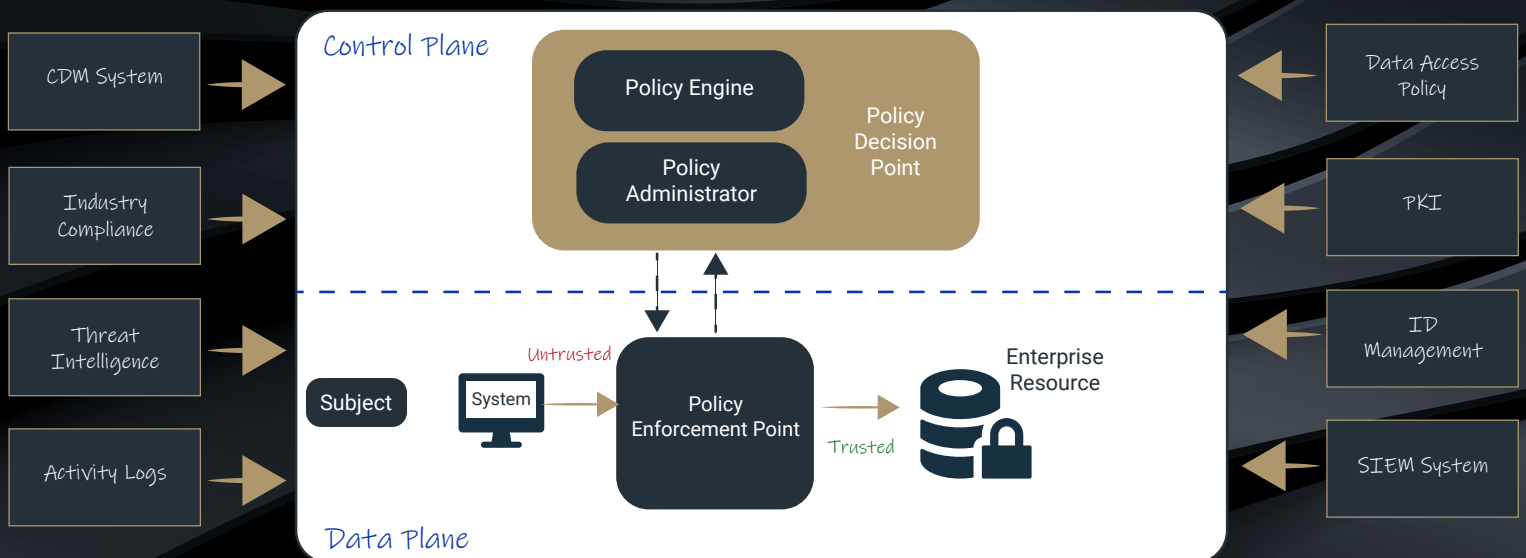 CDM System
Industry
Compliance
Threat
Intelligence
Activity Logs
Control Plane
Policy Engine
Policy
Administrator
Policy
Decision
Point
Untrusted
Subject
System
Policy
Enforcement Point
Trusted
Enterprise
Resource
Data Plane
Data Access
Policy
PKI
ID
Management
SIEM System